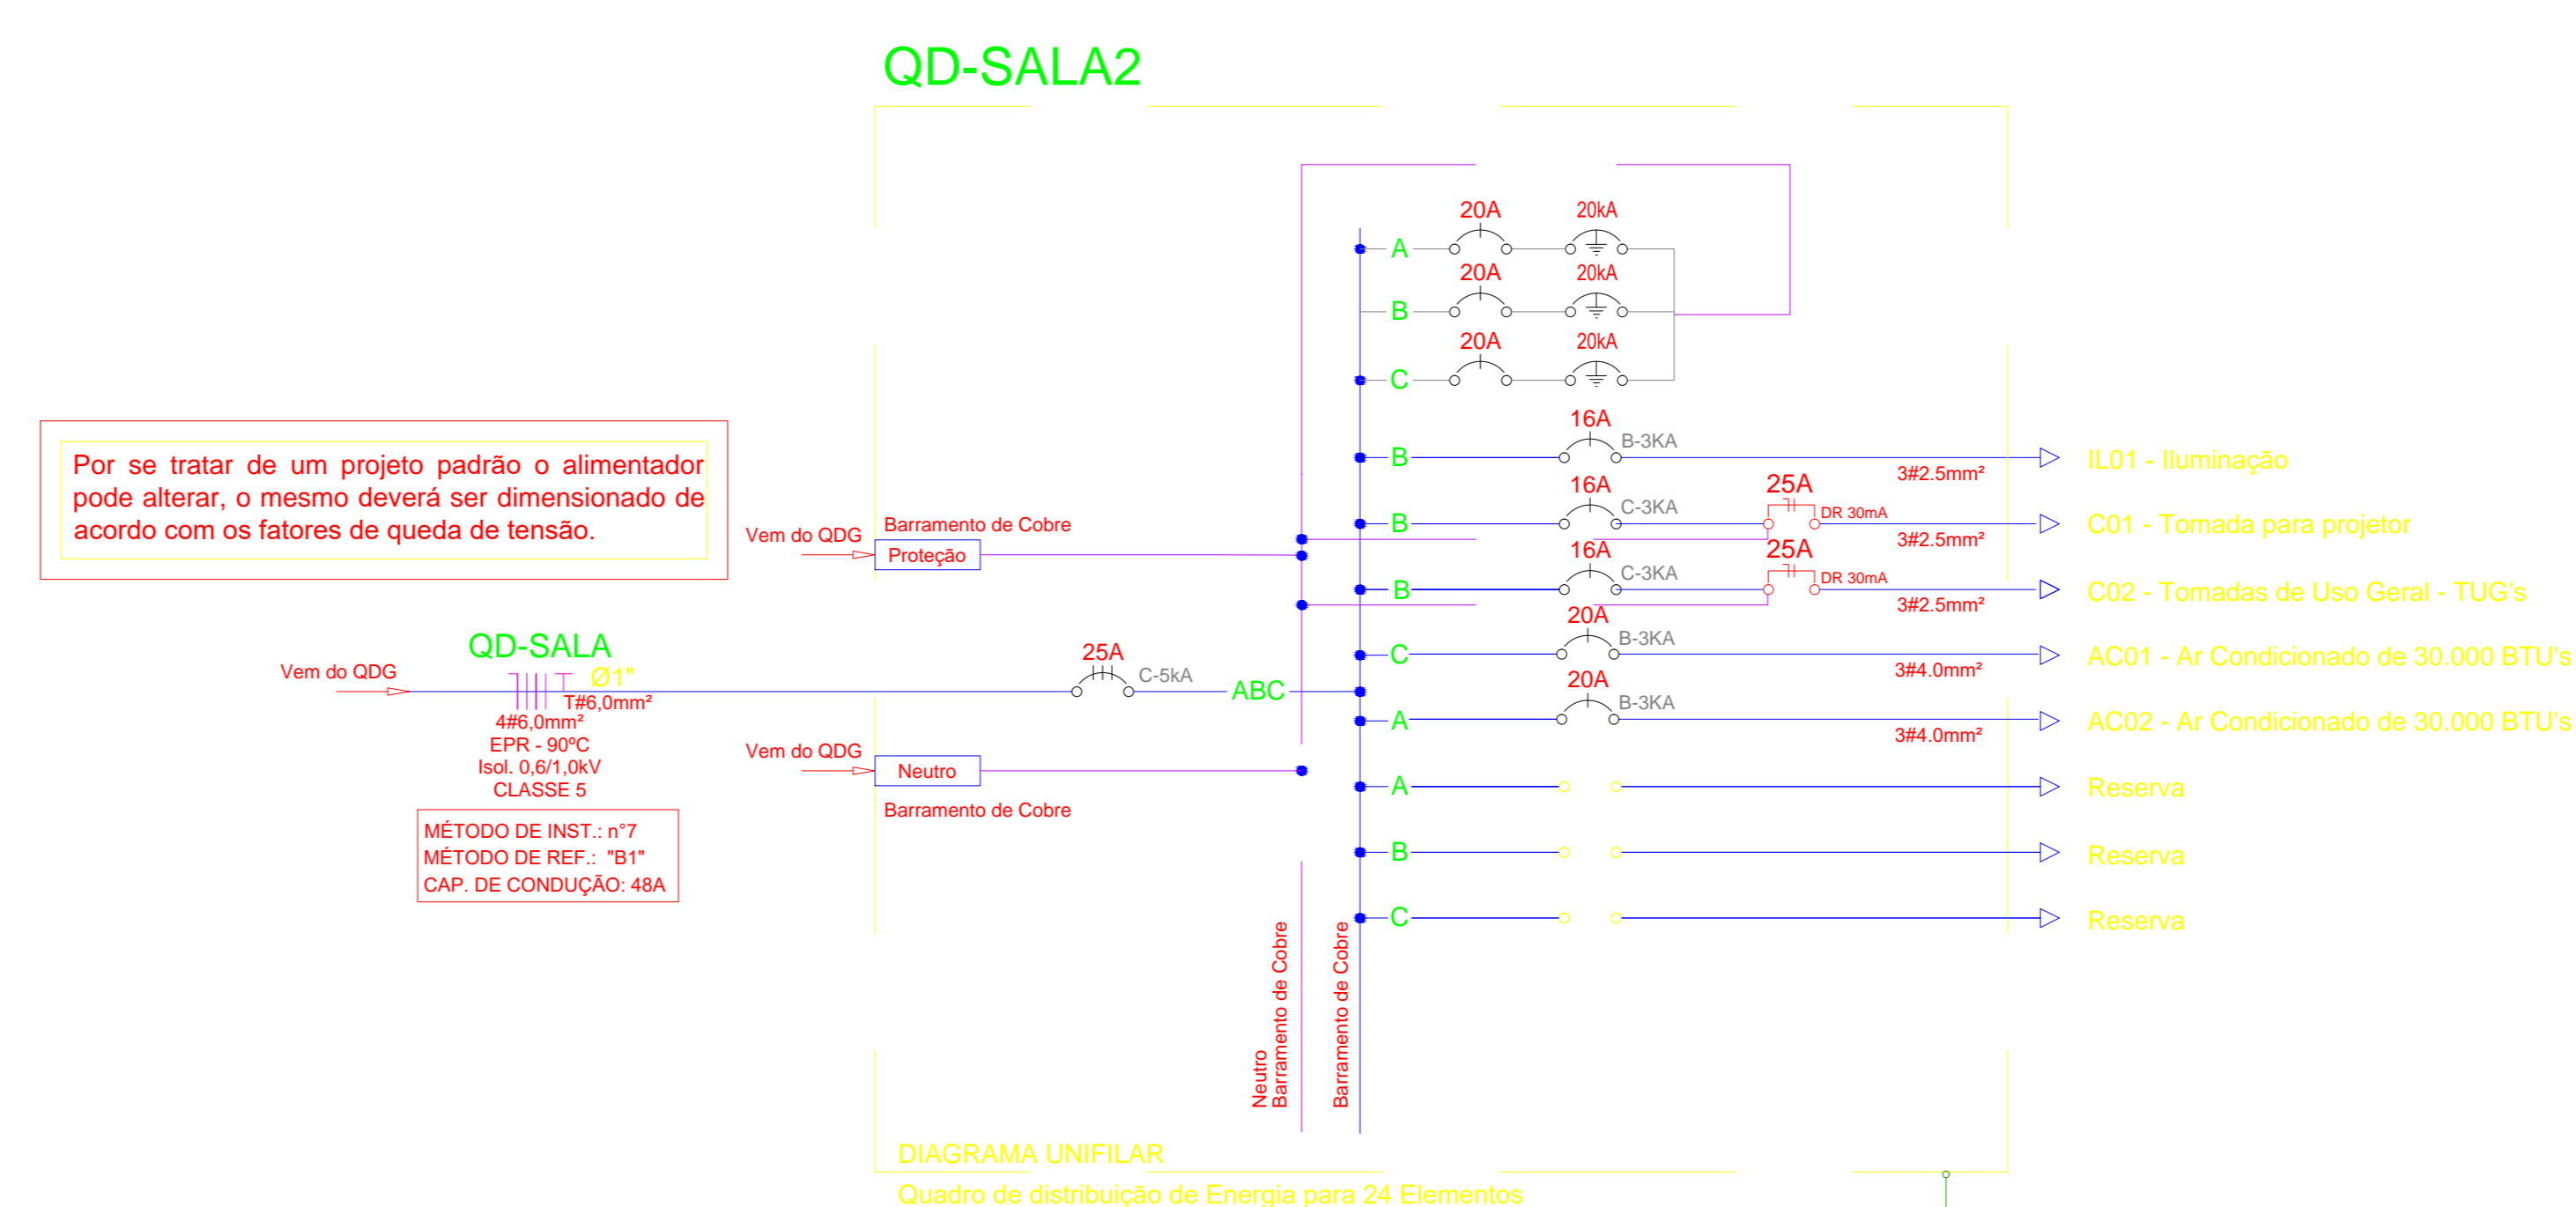 QD-SALA2
A 20A 20kA
B 20A 20kA
C 20A 20kA
Por se tratar de um projeto padrão o alimentador
pode alterar, o mesmo deverá ser dimensionado de
acordo com os fatores de queda de tensão.
B 16A B-3KA 3#2.5mm² IL01 - Iluminação
B 16A C-3KA 25A DR 30mA 3#2.5mm² C01 - Tomada para projetor
B 16A C-3KA 25A DR 30mA 3#2.5mm² C02 - Tomadas de Uso Geral - TUG's
C 20A B-3KA 3#4.0mm² AC01 - Ar Condicionado de 30.000 BTU's
A 20A B-3KA 3#4.0mm² AC02 - Ar Condicionado de 30.000 BTU's
A Reserva
B Reserva
C Reserva
Barramento de Cobre
Vem do QDG
Proteção
QD-SALA
Vem do QDG
Ø1"
T#6,0mm²
4#6,0mm²
EPR - 90ºC
Isol. 0,6/1,0kV
CLASSE 5
25A
C-5kA
ABC
Vem do QDG
Neutro
Barramento de Cobre
MÉTODO DE INST.: n°7
MÉTODO DE REF.: "B1"
CAP. DE CONDUÇÃO: 48A
Neutro
Barramento de Cobre
Barramento de Cobre
DIAGRAMA UNIFILAR
Quadro de distribuição de Energia para 24 Elementos